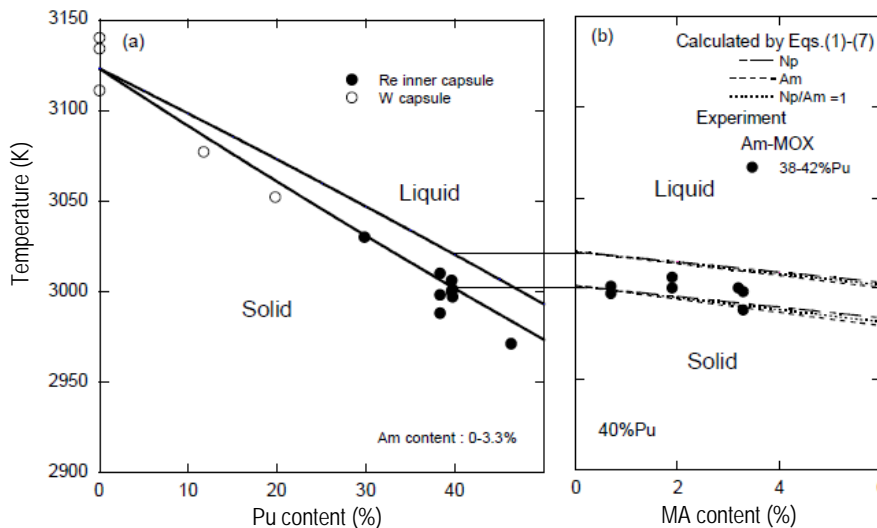 (a)
Re inner capsule
W capsule
Liquid
Solid
Am content : 0-3.3%
Temperature (K)
3150
3100
3050
3000
2950
2900
0
10
20
30
40
Pu content (%)
(b)
Calculated by Eqs.(1)-(7)
Np
Am
Np/Am =1
Experiment
Am-MOX
38-42%Pu
Liquid
Solid
40%Pu
0
2
4
6
MA content (%)